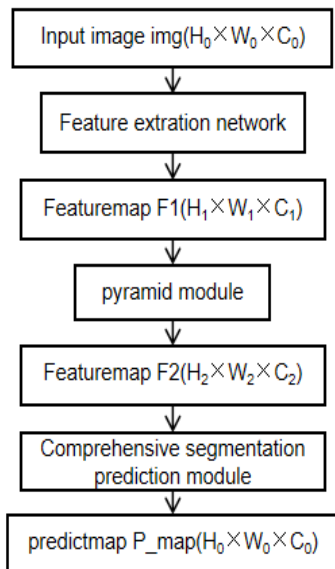 Input image img(H₀×W₀×C₀)
Feature extration network
Featuremap F1(H₁×W₁×C₁)
pyramid module
Featuremap F2(H₂×W₂×C₂)
Comprehensive segmentation
prediction module
predictmap P_map(H₀×W₀×C₀)